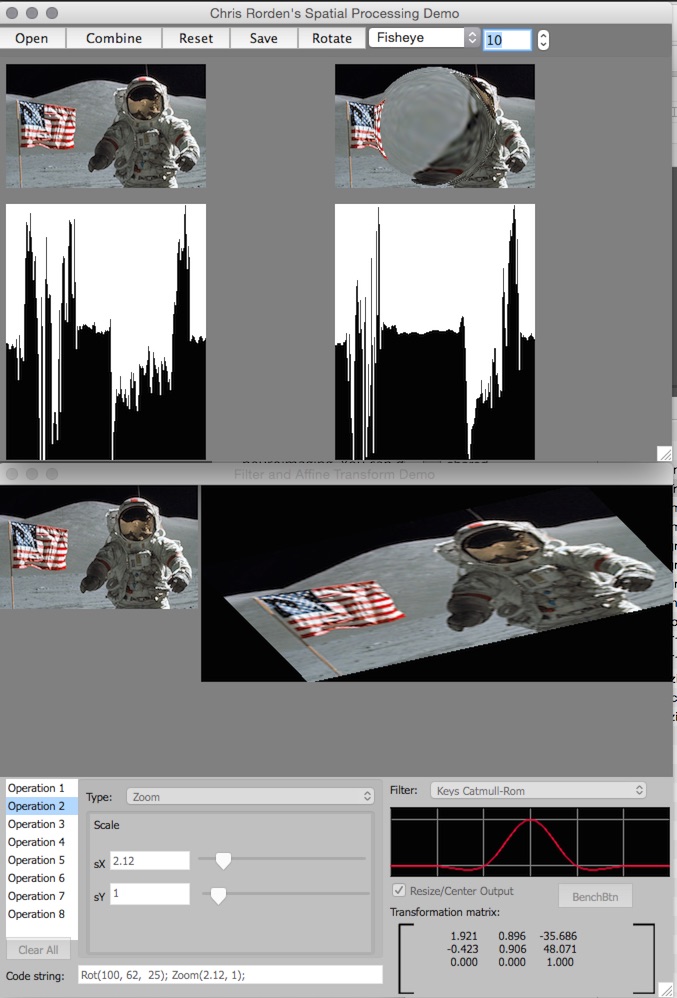 Chris Rorden's Spatial Processing Demo
Open Combine Reset Save Rotate Fisheye 10
Filter and Affine Transform Demo
Operation 1
Operation 2
Operation 3
Operation 4
Operation 5
Operation 6
Operation 7
Operation 8
Clear All
Type: Zoom
Scale
sX 2.12
sY 1
Filter: Keys Catmull-Rom
Resize/Center Output
BenchBtn
Transformation matrix:
1.921 0.896 -35.686
-0.423 0.906 48.071
0.000 0.000 1.000
Code string: Rot(100, 62, 25); Zoom(2.12, 1);